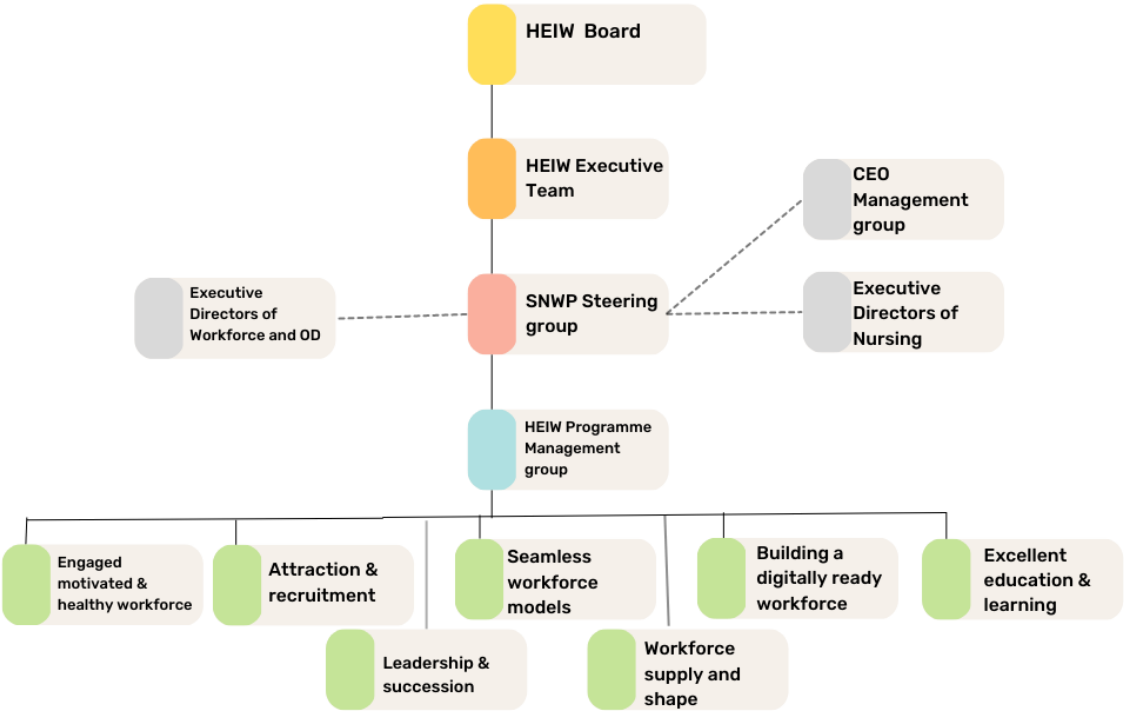 HEIW  Board
HEIW Executive
Team
CEO
Management
group
Executive
Directors of
Workforce and OD
SNWP Steering
group
Executive
Directors of
Nursing
HEIW Programme
Management
group
Engaged
motivated &
healthy workforce
Attraction &
recruitment
Seamless
workforce
models
Building a
digitally ready
workforce
Excellent
education &
learning
Leadership &
succession
Workforce
supply and
shape